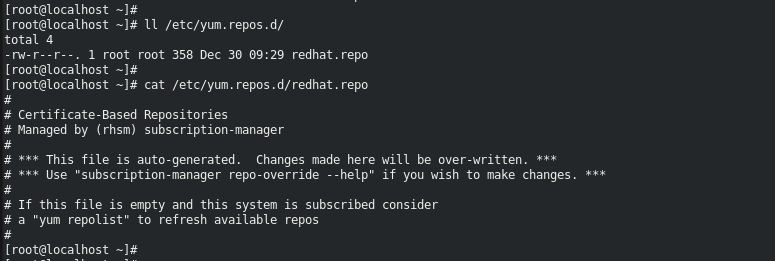 [root@localhost ~]#
[root@localhost ~]# ll /etc/yum.repos.d/
total 4
-rw-r--r--. 1 root root 358 Dec 30 09:29 redhat.repo
[root@localhost ~]#
[root@localhost ~]# cat /etc/yum.repos.d/redhat.repo
#
# Certificate-Based Repositories
# Managed by (rhsm) subscription-manager
#
# *** This file is auto-generated.  Changes made here will be over-written. ***
# *** Use "subscription-manager repo-override --help" if you wish to make changes. ***
#
# If this file is empty and this system is subscribed consider
# a "yum repolist" to refresh available repos
#
[root@localhost ~]#